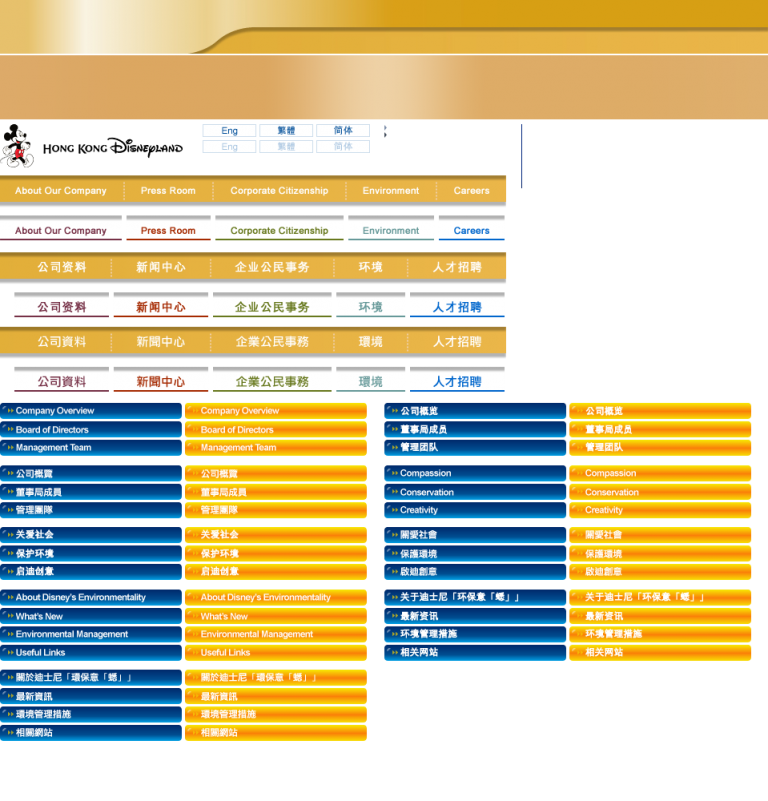 HONG KONG DISNEYLAND
Eng 繁體 简体
Eng 繁體 简体
About Our Company Press Room Corporate Citizenship Environment Careers
About Our Company Press Room Corporate Citizenship Environment Careers
公司资料 新闻中心 企业公民事务 环境 人才招聘
公司资料 新闻中心 企业公民事务 环境 人才招聘
公司資料 新聞中心 企業公民事務 環境 人才招聘
公司資料 新聞中心 企業公民事務 環境 人才招聘
Company Overview Company Overview 公司概览 公司概览
Board of Directors Board of Directors 董事局成员 董事局成员
Management Team Management Team 管理团队 管理团队
公司概覽 公司概覽 Compassion Compassion
董事局成員 董事局成員 Conservation Conservation
管理團隊 管理團隊 Creativity Creativity
关爱社会 关爱社会 關愛社會 關愛社會
保护环境 保护环境 保護環境 保護環境
启迪创意 启迪创意 啟迪創意 啟迪創意
About Disney's Environmentality About Disney's Environmentality 关于迪士尼「环保意「蟋」」 关于迪士尼「环保意「蟋」」
What's New What's New 最新资讯 最新资讯
Environmental Management Environmental Management 环境管理措施 环境管理措施
Useful Links Useful Links 相关网站 相关网站
關於迪士尼「環保意「蟋」」 關於迪士尼「環保意「蟋」」
最新資訊 最新資訊
環境管理措施 環境管理措施
相關網站 相關網站